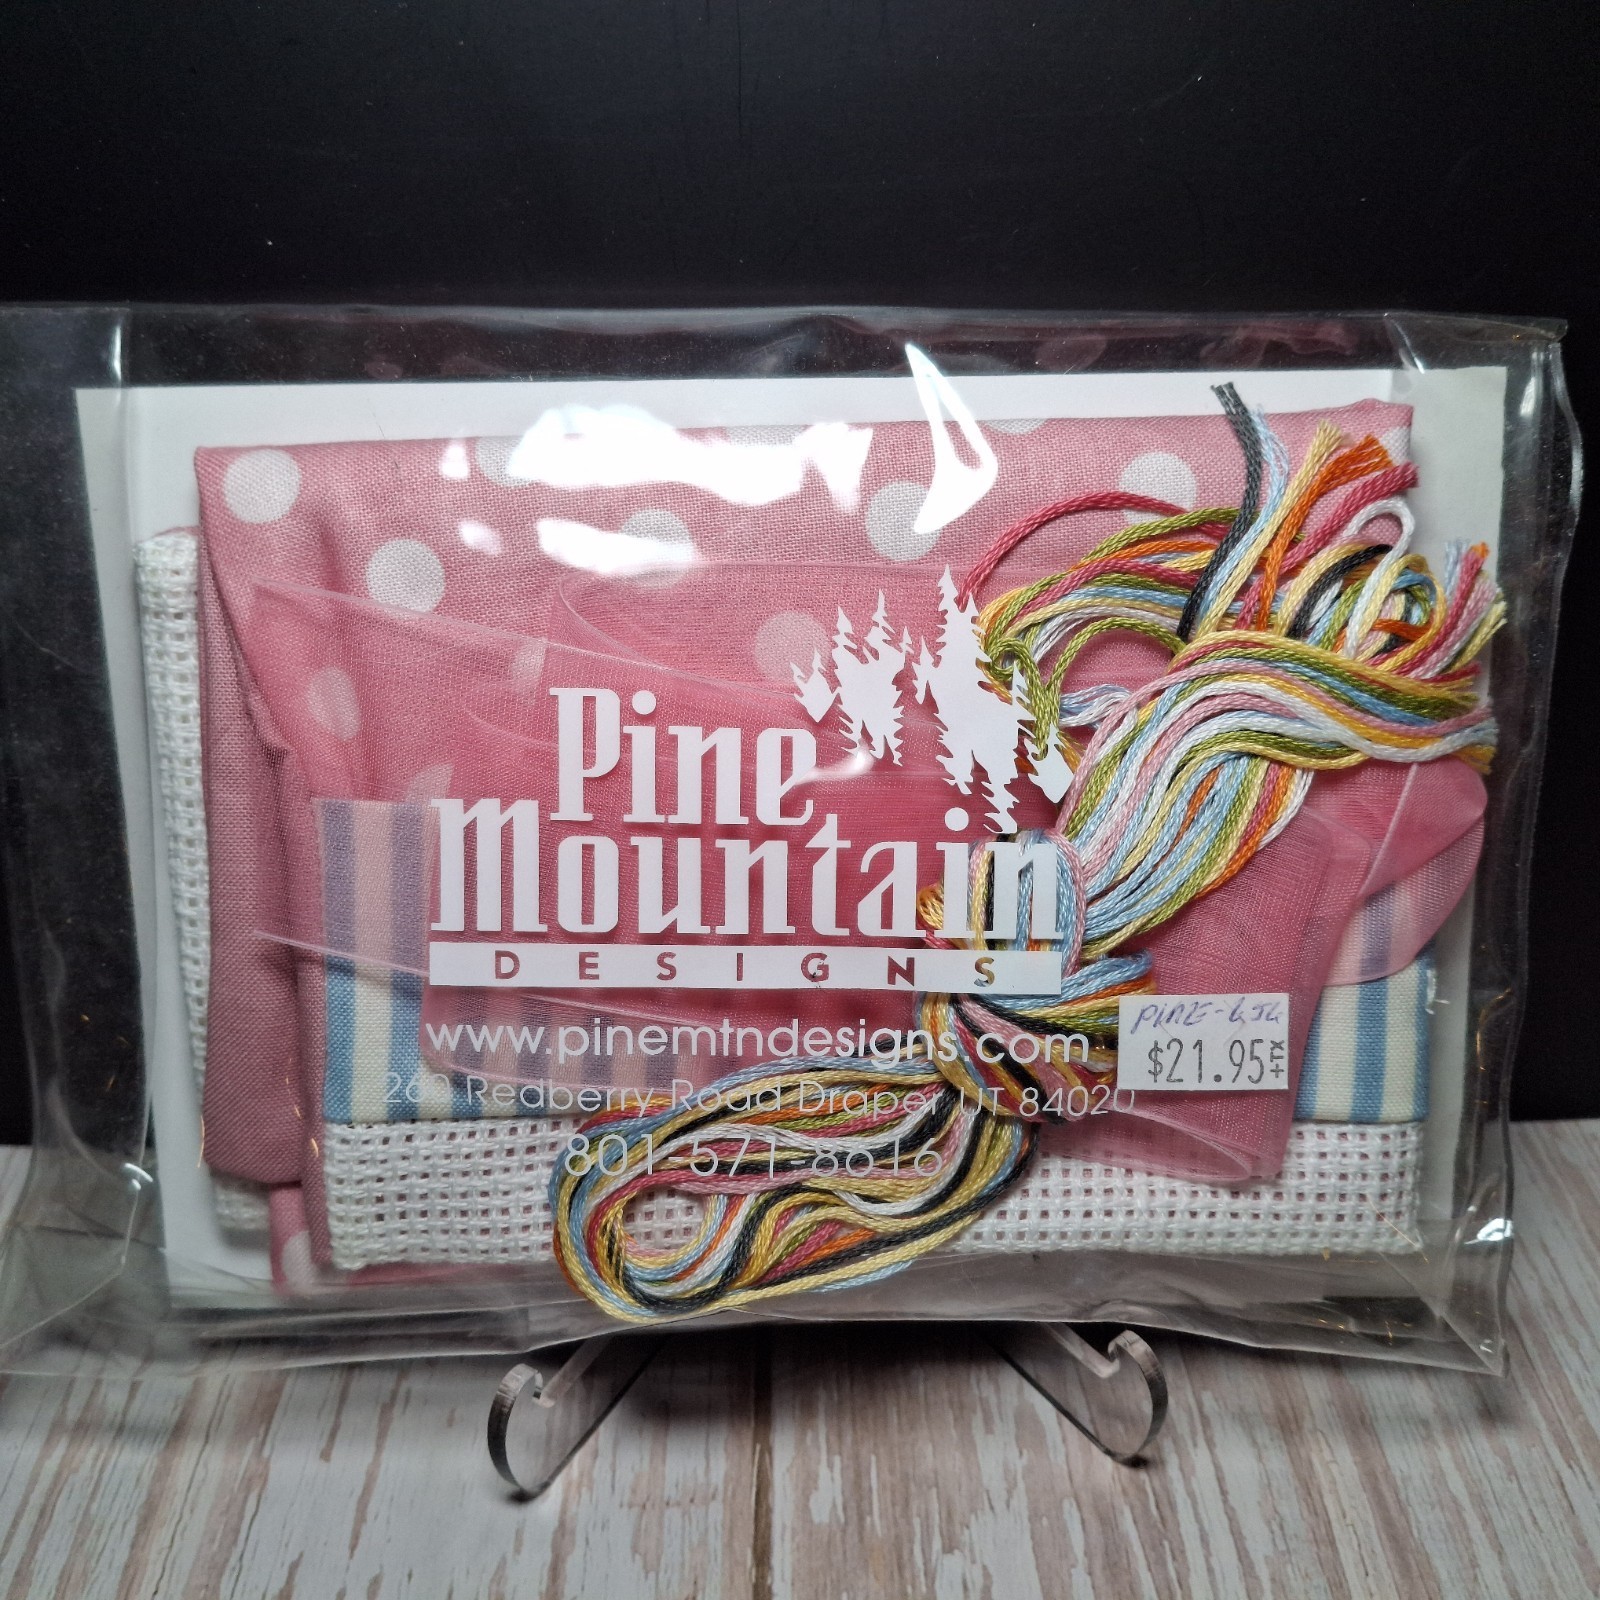 Pine
Mountain
DESIGNS
www.pinemtndesigns.com
Redberry Road Draper UT 84020
801-571-8616
$21.95